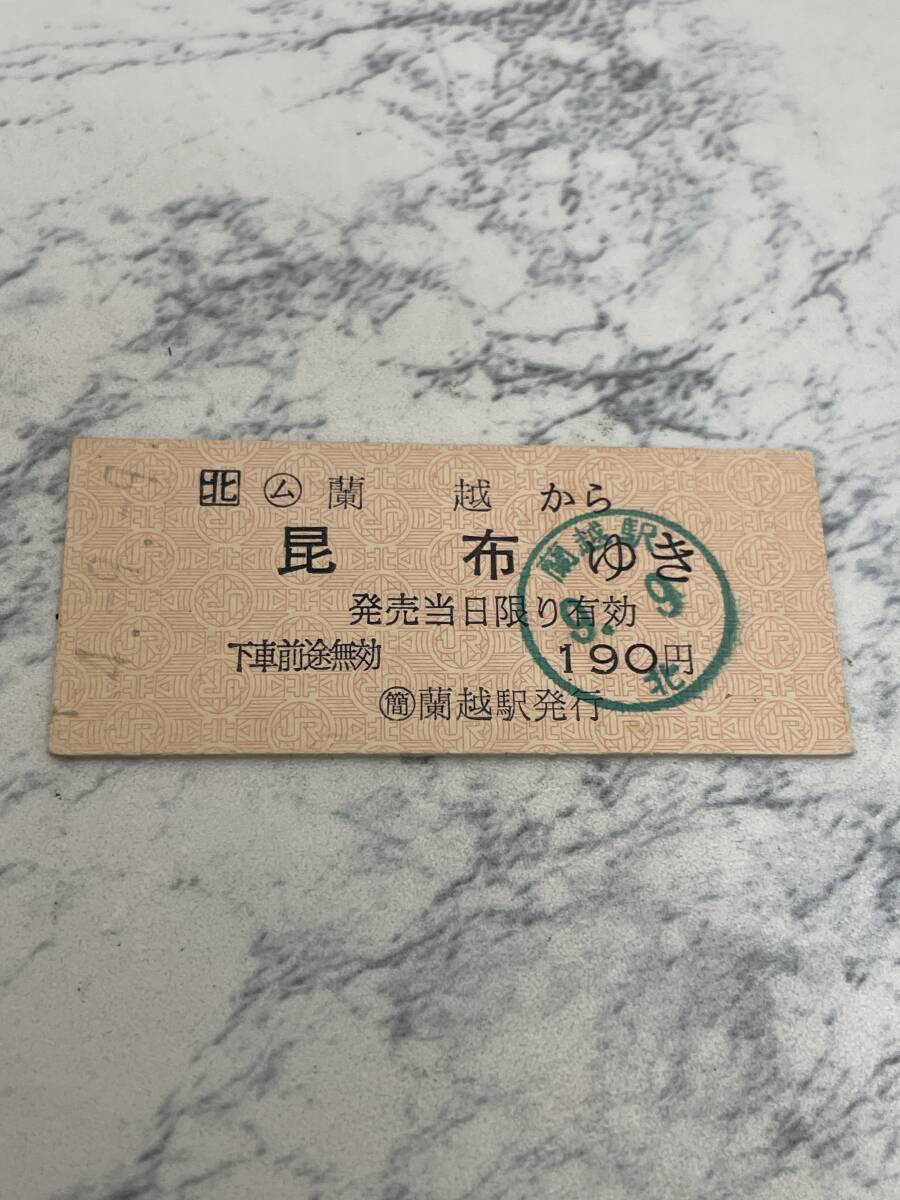 北 ム 蘭越から
昆布ゆき
発売当日限り有効
下車前途無効 190円
簡 蘭越駅発行
蘭越駅
9. 9
北